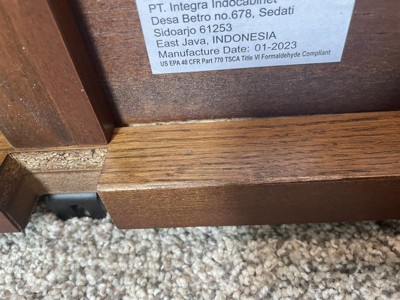 PT. Integra Indocabinet
Desa Betro no.678, Sedati
Sidoarjo 61253
East Java, INDONESIA
Manufacture Date: 01-2023
US EPA 40 CFR Part 770 TSCA Title VI Formaldehyde Compliant